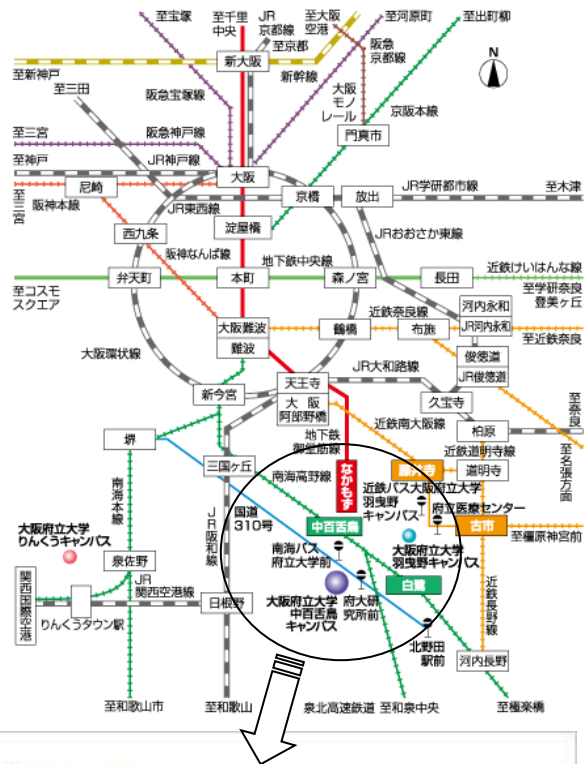 至宝塚
至千里
中央
JR
京都線
至京都
至大阪
空港
至河原町
至出町柳
阪急
京都線
新大阪
新幹線
至新神戸
N
至三田
阪急宝塚線
大阪
モノ
レール
京阪本線
門真市
至三宮
阪急神戸線
至神戸
JR神戸線
大阪
尼崎
至三宮
阪神本線
JR東西線
京橋
放出
JR学研都市線
至木津
西九条
淀屋橋
JRおおさか東線
阪神なんば線
地下鉄中央線
弁天町
本町
森ノ宮
長田
近鉄けいはんな線
至コスモ
スクエア
至学研奈良
登美ヶ丘
大阪難波
難波
鶴橋
近鉄奈良線
布施
河内永和
JR河内永和
至近鉄奈良
大阪環状線
俊徳道
JR俊徳道
天王寺
JR大和路線
新今宮
大阪
阿部野橋
久宝寺
至奈良
近鉄南大阪線
柏原
堺
地下鉄
御堂筋線
近鉄道明寺線
道明寺
至名張方面
三国ヶ丘
南海高野線
なかもず
藤井寺
南海本線
国道
310号
近鉄バス大阪府立大学
羽曳野
キャンパス
府立医療センター
中百舌鳥
古市
至橿原神宮前
大阪府立大学
りんくうキャンパス
JR阪和線
南海バス
府立大学前
大阪府立大学
羽曳野キャンパス
泉佐野
白鷺
関西国際空港
JR
関西空港線
りんくうタウン駅
日根野
大阪府立大学
中百舌鳥
キャンパス
府大研
究所前
近鉄長野線
北野田
駅前
河内長野
至和歌山市
至和歌山
泉北高速鉄道
至和泉中央
至極楽橋